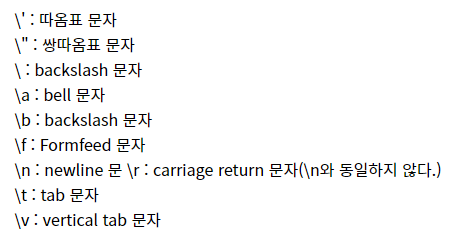 \' : 따옴표 문자
\" : 쌍따옴표 문자
\ : backslash 문자
\a : bell 문자
\b : backslash 문자
\f : Formfeed 문자
\n : newline 문 \r : carriage return 문자(\n와 동일하지 않다.)
\t : tab 문자
\v : vertical tab 문자